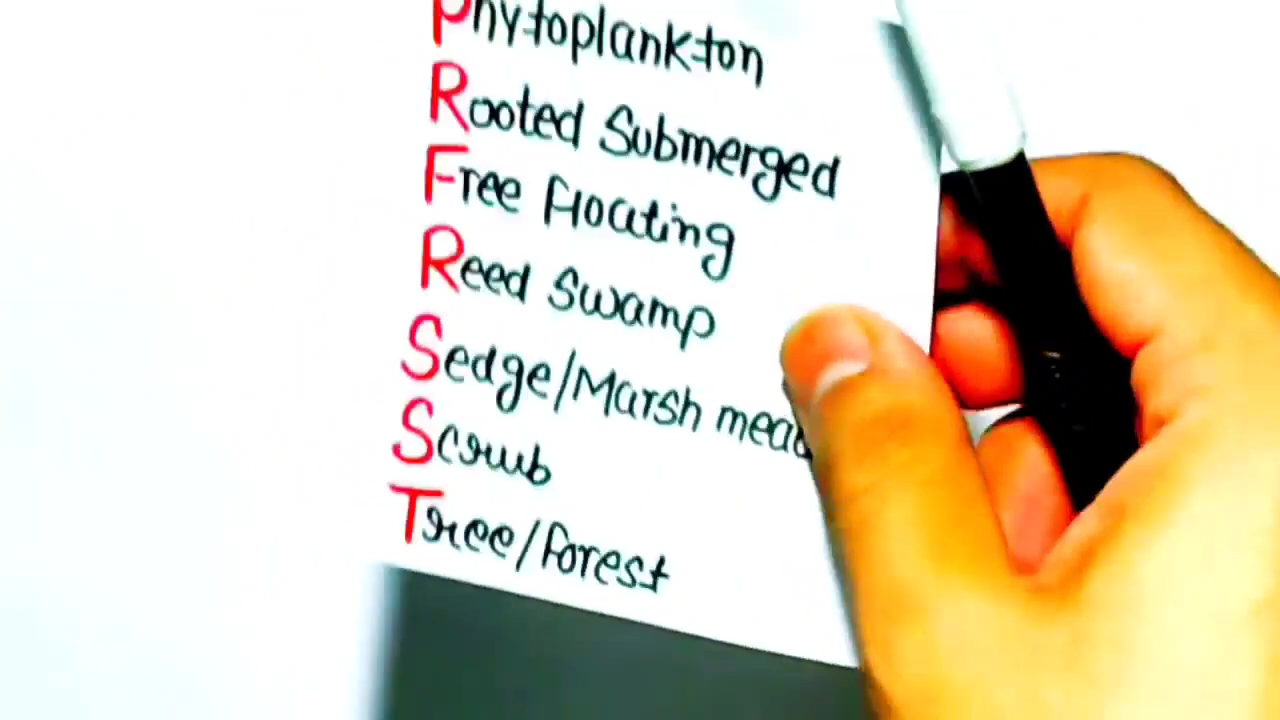 Phytoplankton
Rooted Submerged
Free floating
Reed Swamp
Sedge/Marsh
Scrub
Tree/forest